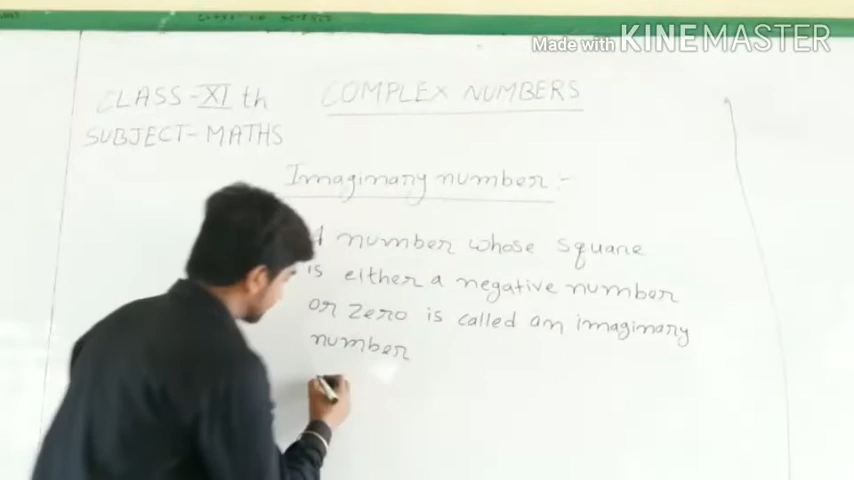 Made with KINEMASTER
CLASS-XI th
COMPLEX NUMBERS
SUBJECT-MATHS
Imaginary number :-
A number whose square
is either a negative number
or zero is called an imaginary
number